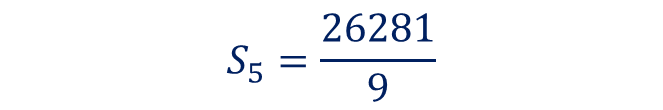 S₅ = 26281/9